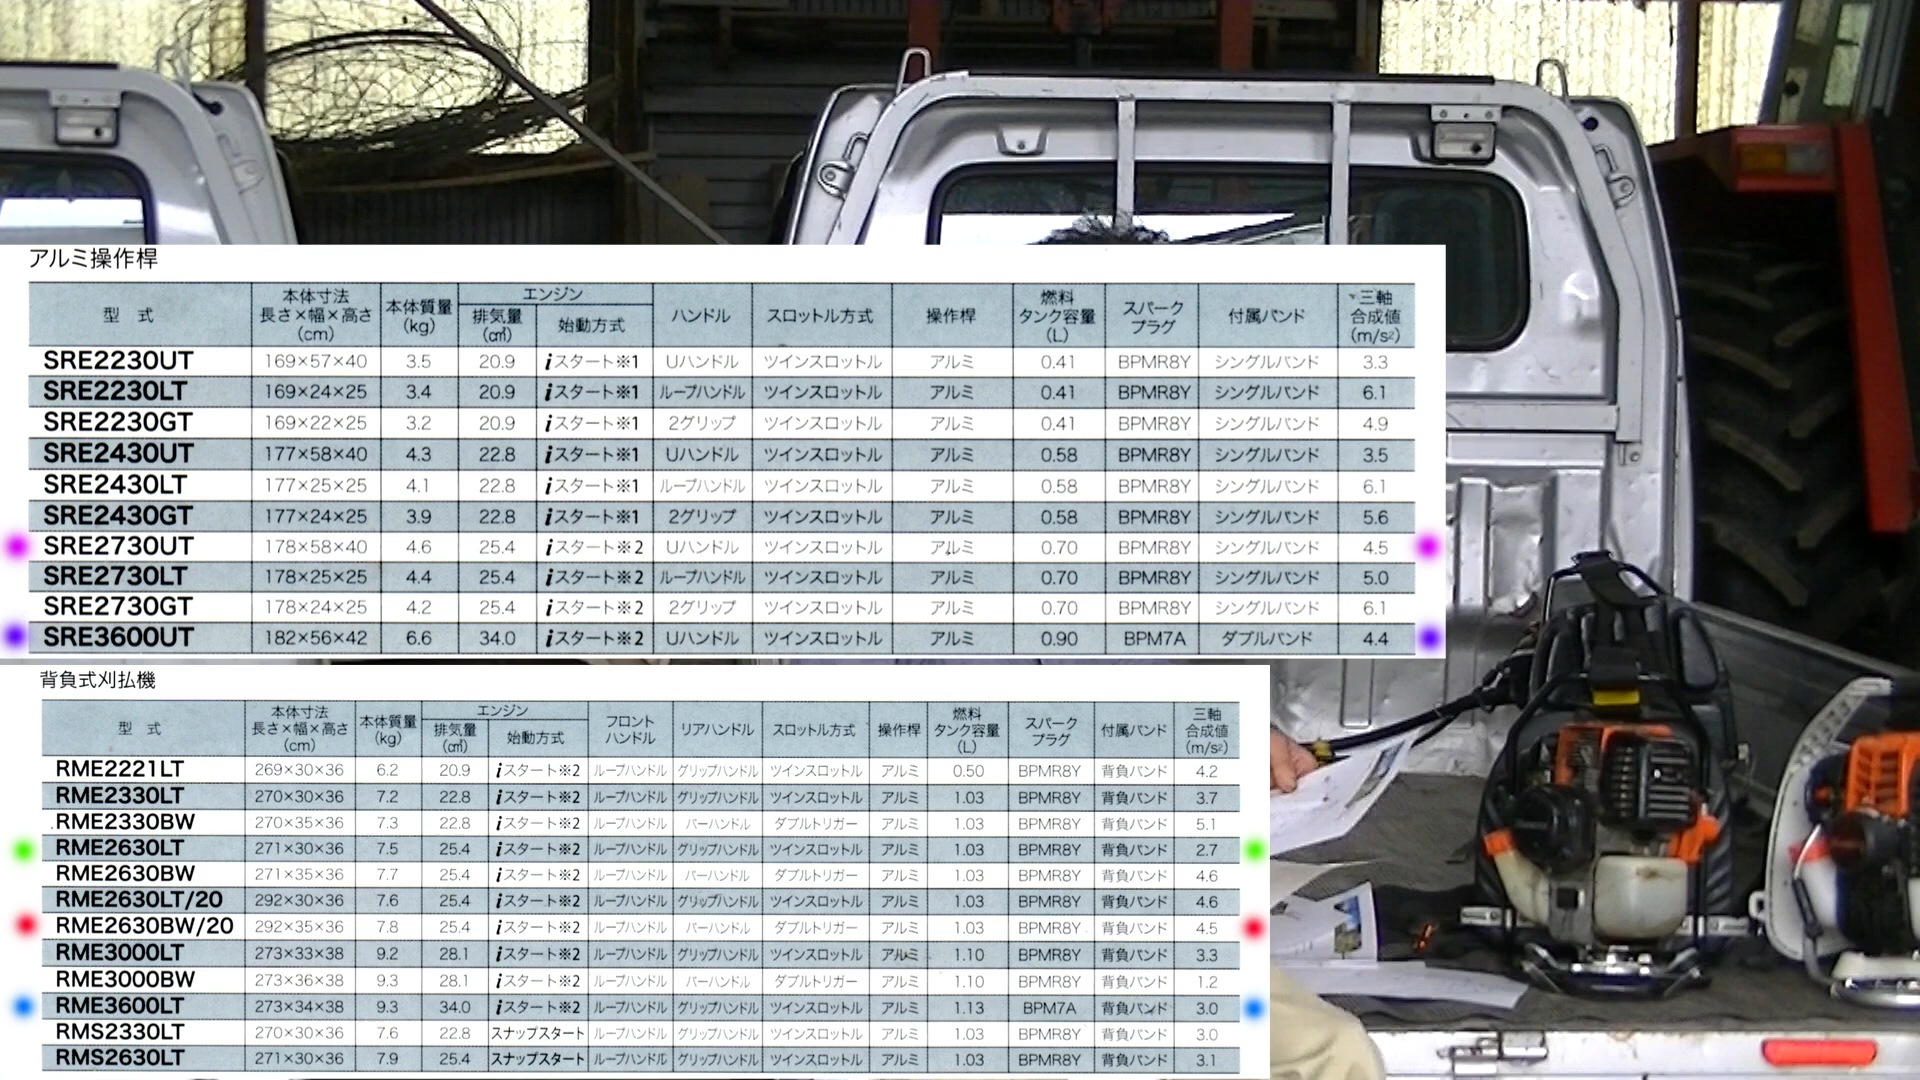 アルミ操作桿
型 式 本体寸法 長さ×幅×高さ (cm) 本体質量 (kg) エンジン 排気量 (㎤) 始動方式 ハンドル スロットル方式 操作桿 燃料 タンク容量 (L) スパーク プラグ 付属バンド 三軸 合成値 (m/s²)
SRE2230UT 169×57×40 3.5 20.9 iスタート※1 Uハンドル ツインスロットル アルミ 0.41 BPMR8Y シングルバンド 3.3
SRE2230LT 169×24×25 3.4 20.9 iスタート※1 ループハンドル ツインスロットル アルミ 0.41 BPMR8Y シングルバンド 6.1
SRE2230GT 169×22×25 3.2 20.9 iスタート※1 2グリップ ツインスロットル アルミ 0.41 BPMR8Y シングルバンド 4.9
SRE2430UT 177×58×40 4.3 22.8 iスタート※1 Uハンドル ツインスロットル アルミ 0.58 BPMR8Y シングルバンド 3.5
SRE2430LT 177×25×25 4.1 22.8 iスタート※1 ループハンドル ツインスロットル アルミ 0.58 BPMR8Y シングルバンド 6.1
SRE2430GT 177×24×25 3.9 22.8 iスタート※1 2グリップ ツインスロットル アルミ 0.58 BPMR8Y シングルバンド 5.6
SRE2730UT 178×58×40 4.6 25.4 iスタート※2 Uハンドル ツインスロットル アルミ 0.70 BPMR8Y シングルバンド 4.5
SRE2730LT 178×25×25 4.4 25.4 iスタート※2 ループハンドル ツインスロットル アルミ 0.70 BPMR8Y シングルバンド 5.0
SRE2730GT 178×24×25 4.2 25.4 iスタート※2 2グリップ ツインスロットル アルミ 0.70 BPMR8Y シングルバンド 6.1
SRE3600UT 182×56×42 6.6 34.0 iスタート※2 Uハンドル ツインスロットル アルミ 0.90 BPM7A ダブルバンド 4.4
背負式刈払機
型 式 本体寸法 長さ×幅×高さ (cm) 本体質量 (kg) エンジン 排気量 (㎤) 始動方式 フロント ハンドル リアハンドル スロットル方式 操作桿 燃料 タンク容量 (L) スパーク プラグ 付属バンド 三軸 合成値 (m/s²)
RME2221LT 269×30×36 6.2 20.9 iスタート※2 ループハンドル グリップハンドル ツインスロットル アルミ 0.50 BPMR8Y 背負バンド 4.2
RME2330LT 270×30×36 7.2 22.8 iスタート※2 ループハンドル グリップハンドル ツインスロットル アルミ 1.03 BPMR8Y 背負バンド 3.7
RME2330BW 270×35×36 7.3 22.8 iスタート※2 ループハンドル バーハンドル ダブルトリガー アルミ 1.03 BPMR8Y 背負バンド 5.1
RME2630LT 271×30×36 7.5 25.4 iスタート※2 ループハンドル グリップハンドル ツインスロットル アルミ 1.03 BPMR8Y 背負バンド 2.7
RME2630BW 271×35×36 7.7 25.4 iスタート※2 ループハンドル バーハンドル ダブルトリガー アルミ 1.03 BPMR8Y 背負バンド 4.6
RME2630LT/20 292×30×36 7.6 25.4 iスタート※2 ループハンドル グリップハンドル ツインスロットル アルミ 1.03 BPMR8Y 背負バンド 4.6
RME2630BW/20 292×35×36 7.8 25.4 iスタート※2 ループハンドル バーハンドル ダブルトリガー アルミ 1.03 BPMR8Y 背負バンド 4.5
RME3000LT 273×33×38 9.2 28.1 iスタート※2 ループハンドル グリップハンドル ツインスロットル アルミ 1.10 BPMR8Y 背負バンド 3.3
RME3000BW 273×36×38 9.3 28.1 iスタート※2 ループハンドル バーハンドル ダブルトリガー アルミ 1.10 BPMR8Y 背負バンド 1.2
RME3600LT 273×34×38 9.3 34.0 iスタート※2 ループハンドル グリップハンドル ツインスロットル アルミ 1.13 BPM7A 背負バンド 3.0
RMS2330LT 270×30×36 7.6 22.8 スナップスタート ループハンドル グリップハンドル ツインスロットル アルミ 1.03 BPMR8Y 背負バンド 3.0
RMS2630LT 271×30×36 7.9 25.4 スナップスタート ループハンドル グリップハンドル ツインスロットル アルミ 1.03 BPMR8Y 背負バンド 3.1